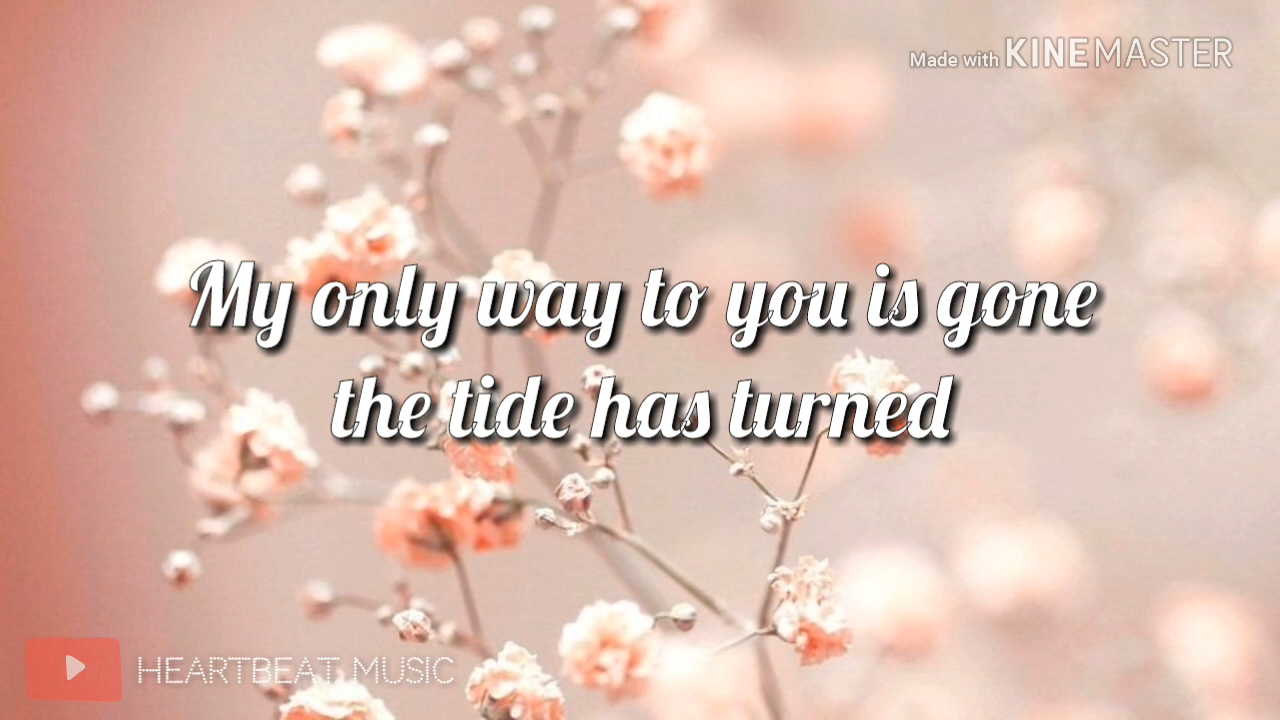 Made with KINEMASTER
My only way to you is gone
the tide has turned
HEARTBEAT MUSIC